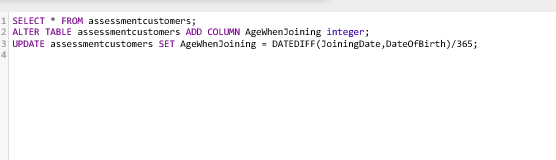 1 SELECT * FROM assessmentcustomers;
2 ALTER TABLE assessmentcustomers ADD COLUMN AgeWhenJoining integer;
3 UPDATE assessmentcustomers SET AgeWhenJoining = DATEDIFF(JoiningDate,DateOfBirth)/365;
4